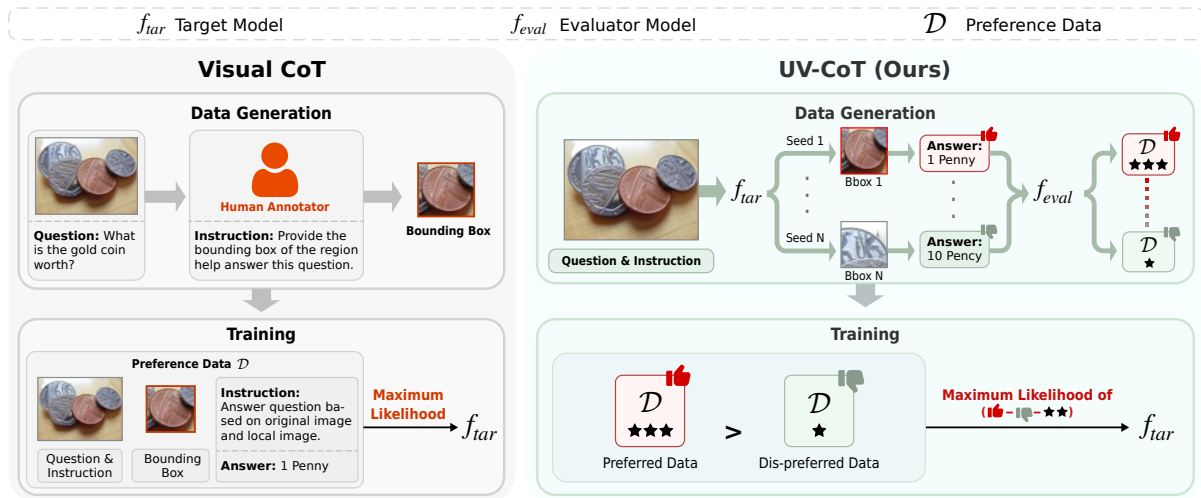 f_tar Target Model
f_eval Evaluator Model
D Preference Data
Visual CoT
Data Generation
Question: What
is the gold coin
worth?
Human Annotator
Instruction: Provide the
bounding box of the region
help answer this question.
Bounding Box
Training
Preference Data D
Question &
Instruction
Bounding
Box
Instruction:
Answer question ba-
sed on original image
and local image.
Answer: 1 Penny
Maximum
Likelihood
f_tar
UV-CoT (Ours)
Data Generation
Question & Instruction
f_tar
Seed 1
Bbox 1
Answer:
1 Penny
Seed N
Bbox N
Answer:
10 Pency
f_eval
D
★★★
D
★
Training
D
★★★
Preferred Data
>
D
★
Dis-preferred Data
Maximum Likelihood of
(👍–👎–★★)
f_tar